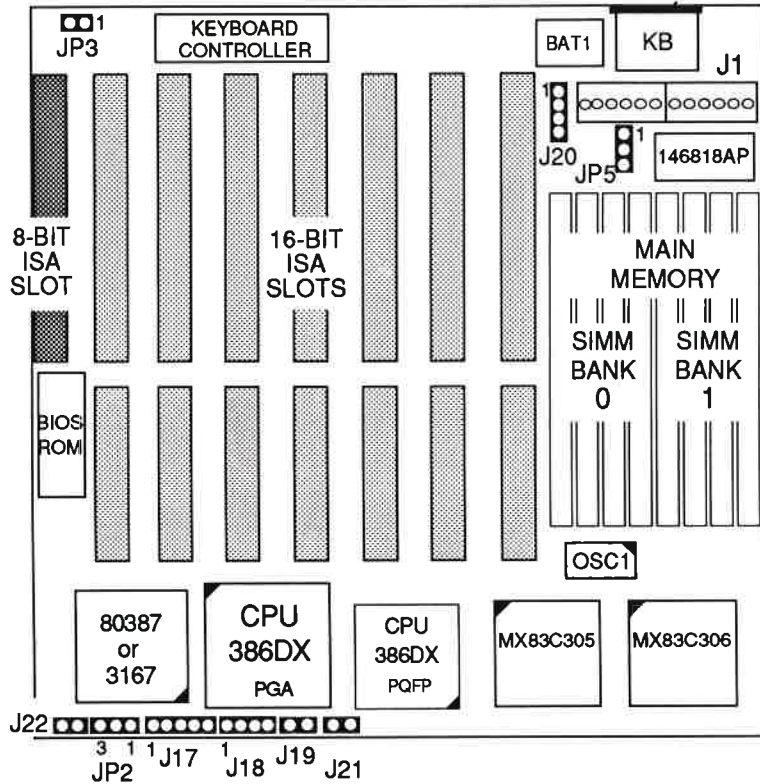 1
JP3
KEYBOARD
CONTROLLER
BAT1
KB
J1
1
J20
1
JP5
146818AP
8-BIT
ISA
SLOT
16-BIT
ISA
SLOTS
MAIN
MEMORY
SIMM
BANK
0
SIMM
BANK
1
BIOS
ROM
OSC1
80387
or
3167
CPU
386DX
PGA
CPU
386DX
PQFP
MX83C305
MX83C306
J22
3 1
JP2
1 J17
1
J18
J19
J21